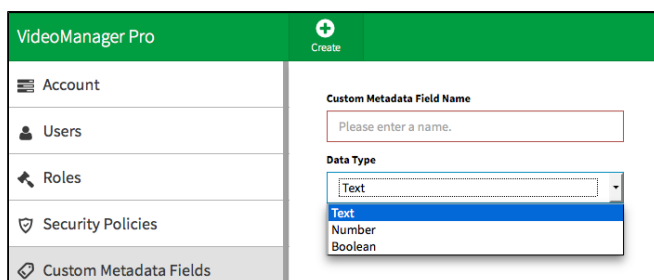 VideoManager Pro
Create
Account
Users
Roles
Security Policies
Custom Metadata Fields
Custom Metadata Field Name
Please enter a name.
Data Type
Text
Text
Number
Boolean